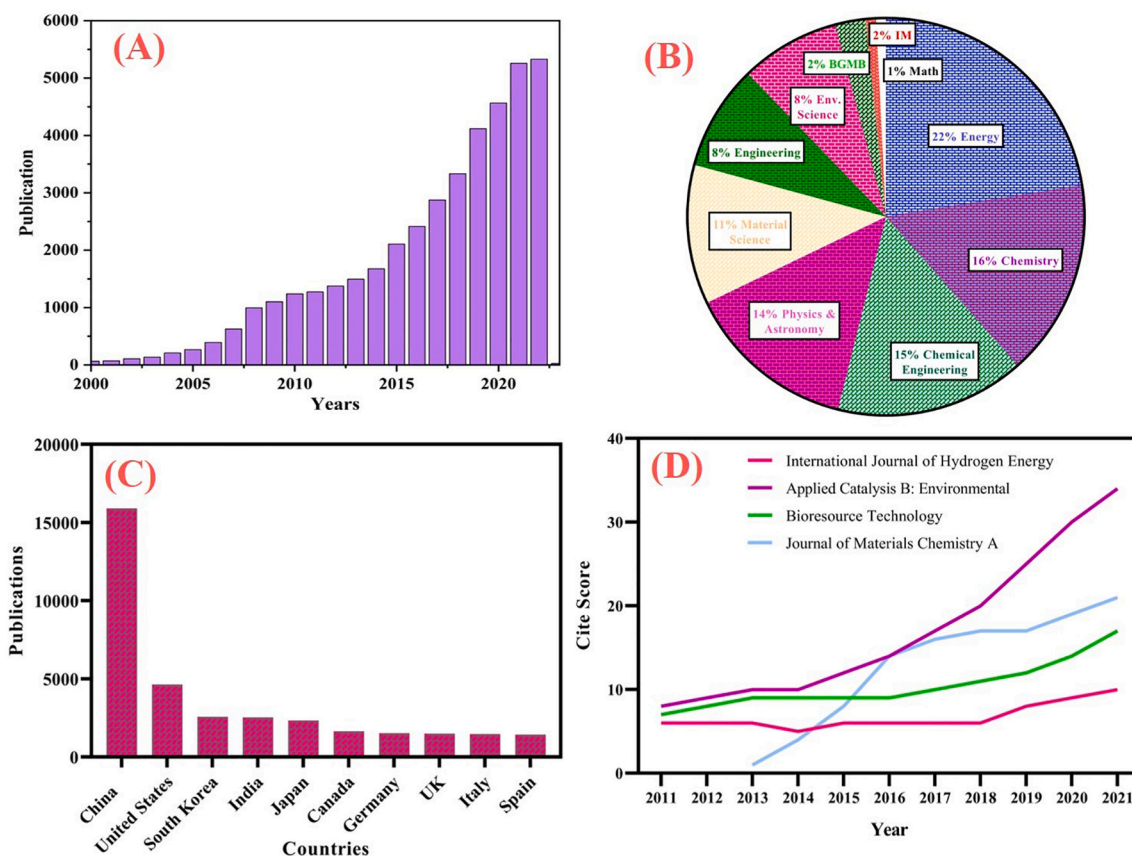 (A)
6000
5000
4000
3000
2000
1000
0
Publication
2000
2005
2010
2015
2020
Years
(B)
2% IM
1% Math
2% BGMB
8% Env.
Science
22% Energy
8% Engineering
11% Material
Science
16% Chemistry
14% Physics &
Astronomy
15% Chemical
Engineering
(C)
20000
15000
10000
5000
0
Publications
China
United States
South Korea
India
Japan
Canada
Germany
UK
Italy
Spain
Countries
(D)
40
30
20
10
0
Cite Score
International Journal of Hydrogen Energy
Applied Catalysis B: Environmental
Bioresource Technology
Journal of Materials Chemistry A
2011
2012
2013
2014
2015
2016
2017
2018
2019
2020
2021
Year